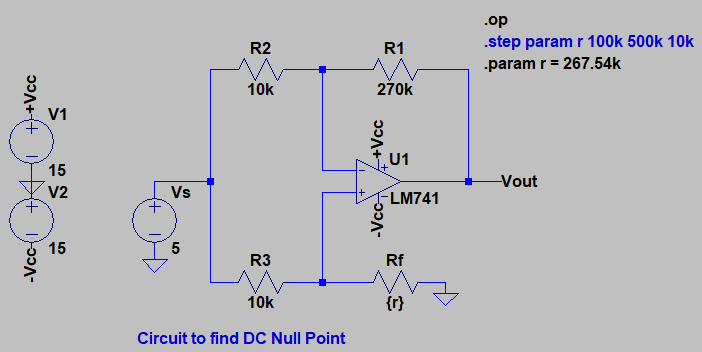 .op
.step param r 100k 500k 10k
.param r = 267.54k
R2
10k
R1
270k
+Vcc
V1
15
V2
15
-Vcc
Vs
5
+Vcc
U1
LM741
-Vcc
Vout
R3
10k
Rf
{r}
Circuit to find DC Null Point